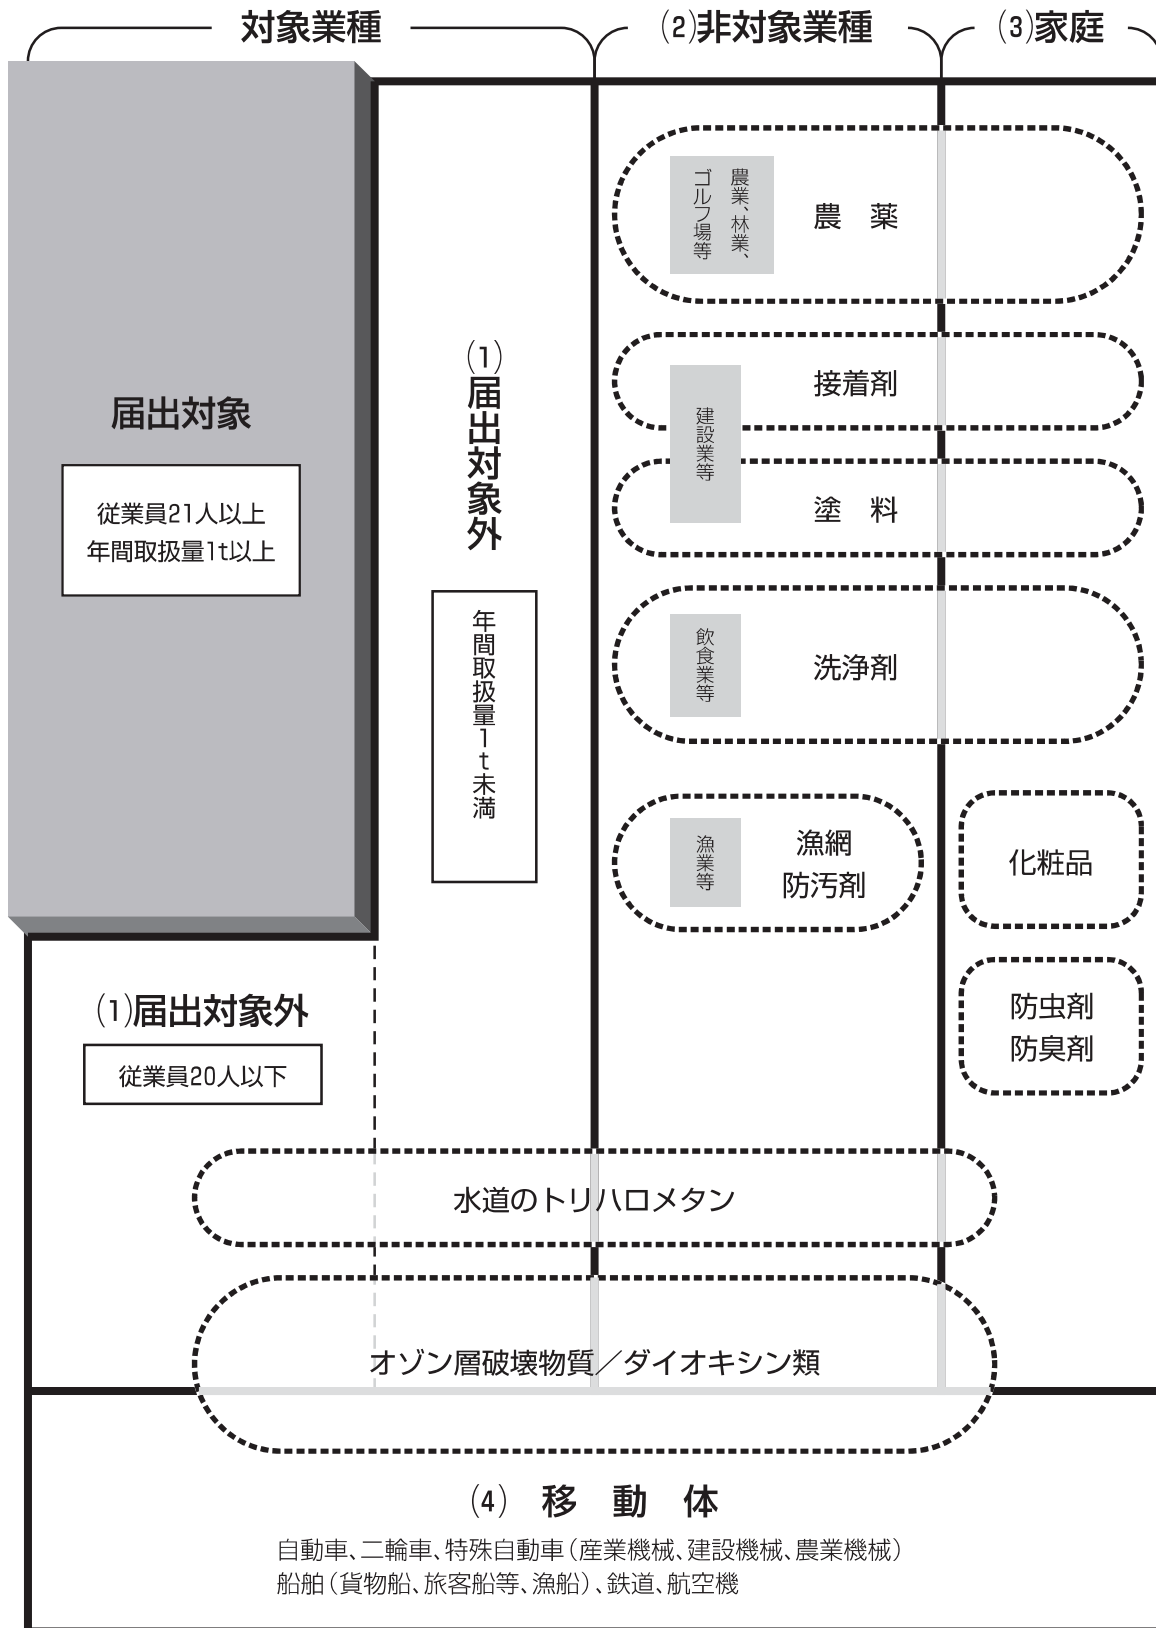 対象業種
(2)非対象業種
(3)家庭
届出対象
従業員21人以上
年間取扱量1t以上
(1)届出対象外
年間取扱量1t未満
農業、林業、
ゴルフ場等
農 薬
建設業等
接着剤
塗 料
飲食業等
洗浄剤
漁業等
漁網
防汚剤
化粧品
防虫剤
防臭剤
(1)届出対象外
従業員20人以下
水道のトリハロメタン
オゾン層破壊物質／ダイオキシン類
(4) 移 動 体
自動車、二輪車、特殊自動車(産業機械、建設機械、農業機械)
船舶(貨物船、旅客船等、漁船)、鉄道、航空機